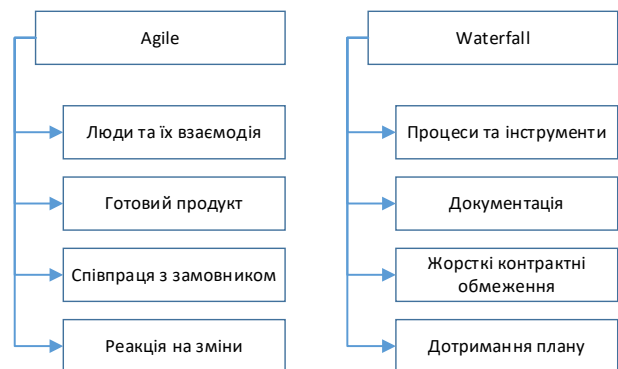 Agile
Люди та їх взаємодія
Готовий продукт
Співпраця з замовником
Реакція на зміни
Waterfall
Процеси та інструменти
Документація
Жорсткі контрактні
обмеження
Дотримання плану